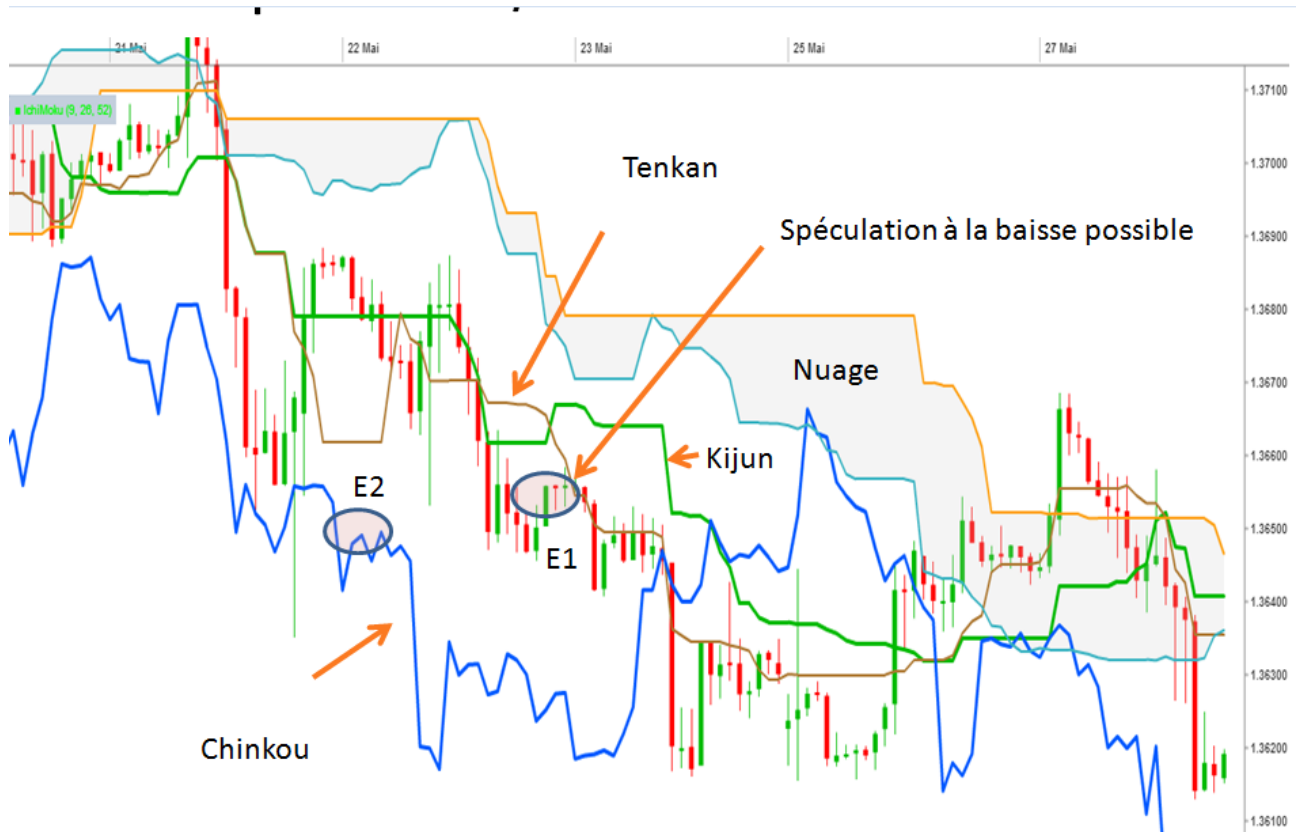 21 Mai
22 Mai
23 Mai
25 Mai
27 Mai
IchiMoku (9, 26, 52)
1.37100
1.37000
1.36900
1.36800
1.36700
1.36600
1.36500
1.36400
1.36300
1.36200
1.36100
Tenkan
Spéculation à la baisse possible
Nuage
Kijun
E2
E1
Chinkou